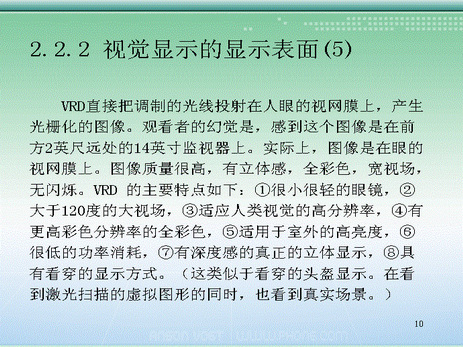 2.2.2 视觉显示的显示表面(5)
VRD直接把调制的光线投射在人眼的视网膜上，产生
光栅化的图像。观看者的幻觉是，感到这个图像是在前
方2英尺远处的14英寸监视器上。实际上，图像是在眼的
视网膜上。图像质量很高，有立体感，全彩色，宽视场，
无闪烁。VRD 的主要特点如下：①很小很轻的眼镜，②
大于120度的大视场，③适应人类视觉的高分辨率，④有
更高彩色分辨率的全彩色，⑤适用于室外的高亮度，⑥
很低的功率消耗，⑦有深度感的真正的立体显示，⑧具
有看穿的显示方式。（这类似于看穿的头盔显示。在看
到激光扫描的虚拟图形的同时，也看到真实场景。）
10